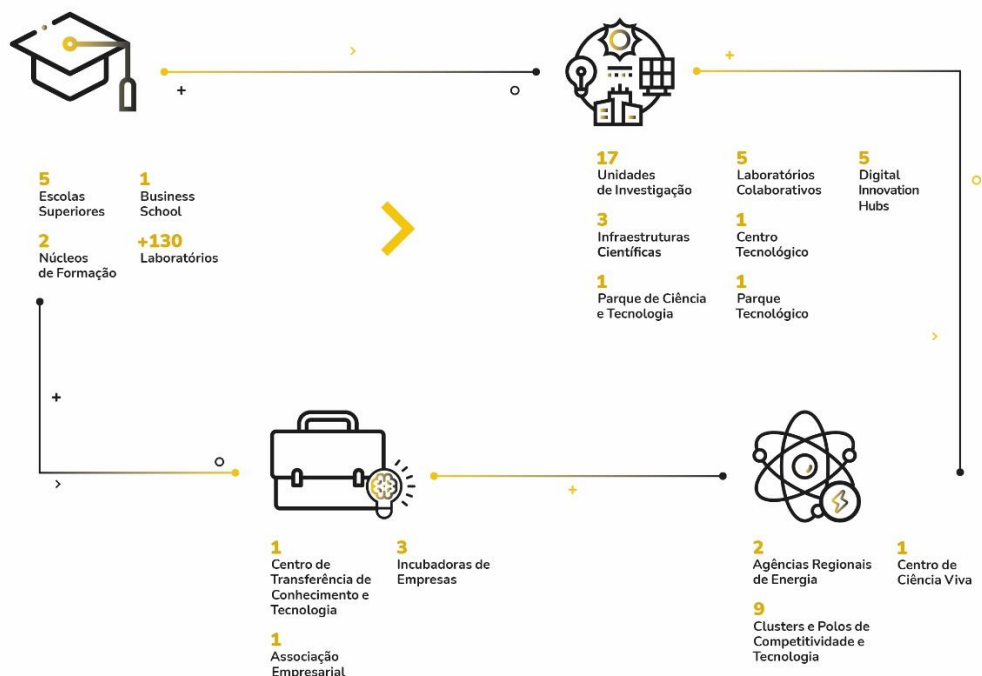 5
Escolas
Superiores
1
Business
School
2
Núcleos
de Formação
+130
Laboratórios
17
Unidades
de Investigação
5
Laboratórios
Colaborativos
5
Digital
Innovation
Hubs
3
Infraestruturas
Científicas
1
Centro
Tecnológico
1
Parque de Ciência
e Tecnologia
1
Parque
Tecnológico
1
Centro de
Transferência de
Conhecimento e
Tecnologia
3
Incubadoras de
Empresas
1
Associação
Empresarial
2
Agências Regionais
de Energia
1
Centro de
Ciência Viva
9
Clusters e Polos de
Competitividade e
Tecnologia